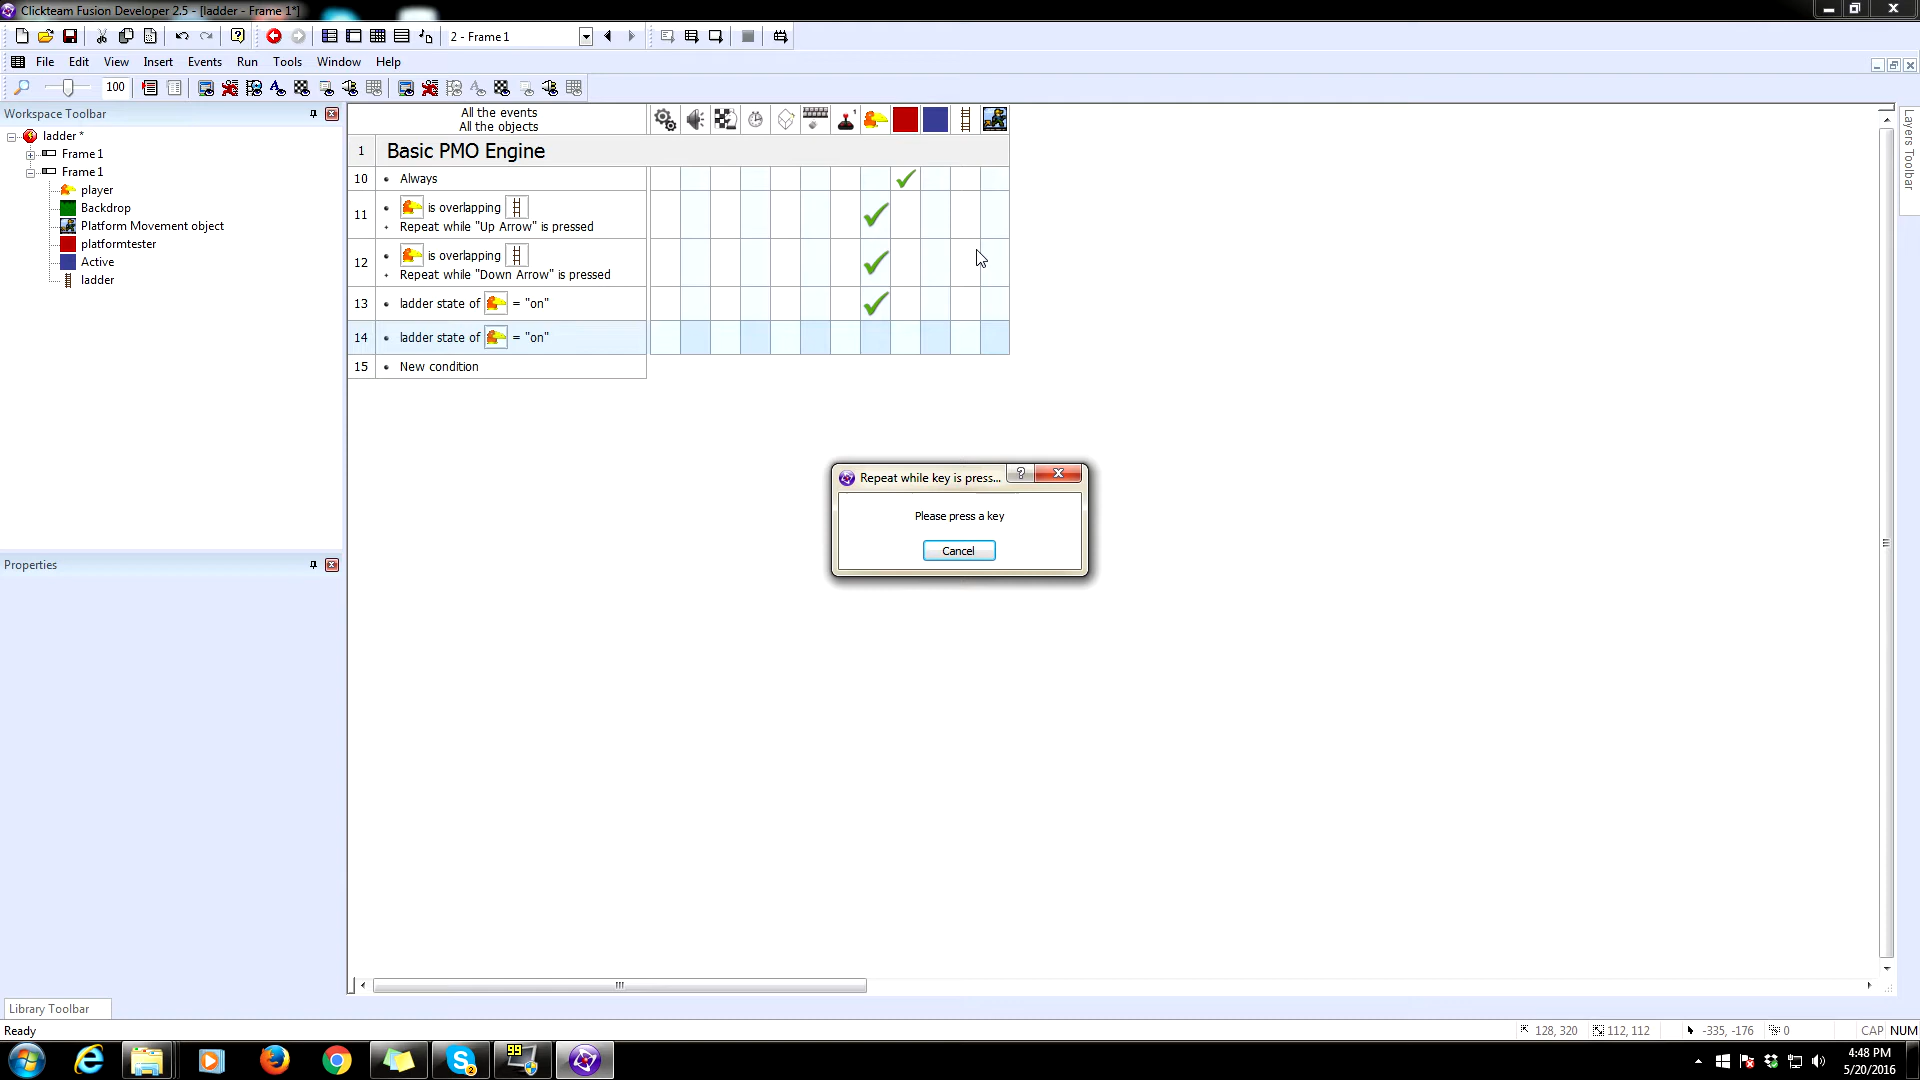 Clickteam Fusion Developer 2.5 - [ladder - Frame 1*]
2 - Frame 1
File Edit View Insert Events Run Tools Window Help
100
Workspace Toolbar
ladder *
Frame 1
Frame 1
player
Backdrop
Platform Movement object
platformtester
Active
ladder
Properties
Library Toolbar
All the events
All the objects
1 Basic PMO Engine
10 • Always
11 • is overlapping
Repeat while "Up Arrow" is pressed
12 • is overlapping
Repeat while "Down Arrow" is pressed
13 • ladder state of = "on"
14 • ladder state of = "on"
15 • New condition
Repeat while key is press...
Please press a key
Cancel
Layers Toolbar
Ready
128, 320 112, 112 -335, -176 0 CAP NUM
99
2
4:48 PM
5/20/2016